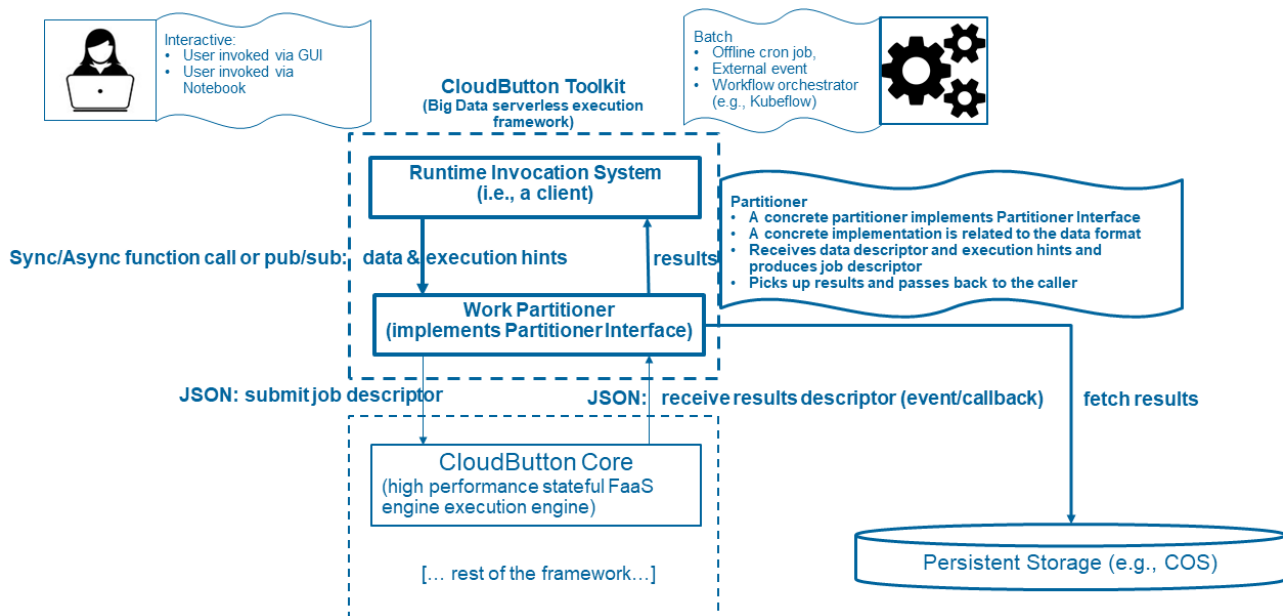 Interactive:
• User invoked via GUI
• User invoked via
Notebook
Batch
• Offline cron job,
• External event
• Workflow orchestrator
(e.g., Kubeflow)
CloudButton Toolkit
(Big Data serverless execution
framework)
Runtime Invocation System
(i.e., a client)
Partitioner
• A concrete partitioner implements Partitioner Interface
• A concrete implementation is related to the data format
• Receives data descriptor and execution hints and
produces job descriptor
• Picks up results and passes back to the caller
Sync/Async function call or pub/sub: data & execution hints
results
Work Partitioner
(implements Partitioner Interface)
JSON: submit job descriptor
JSON: receive results descriptor (event/callback)
fetch results
CloudButton Core
(high performance stateful FaaS
engine execution engine)
[… rest of the framework…]
Persistent Storage (e.g., COS)